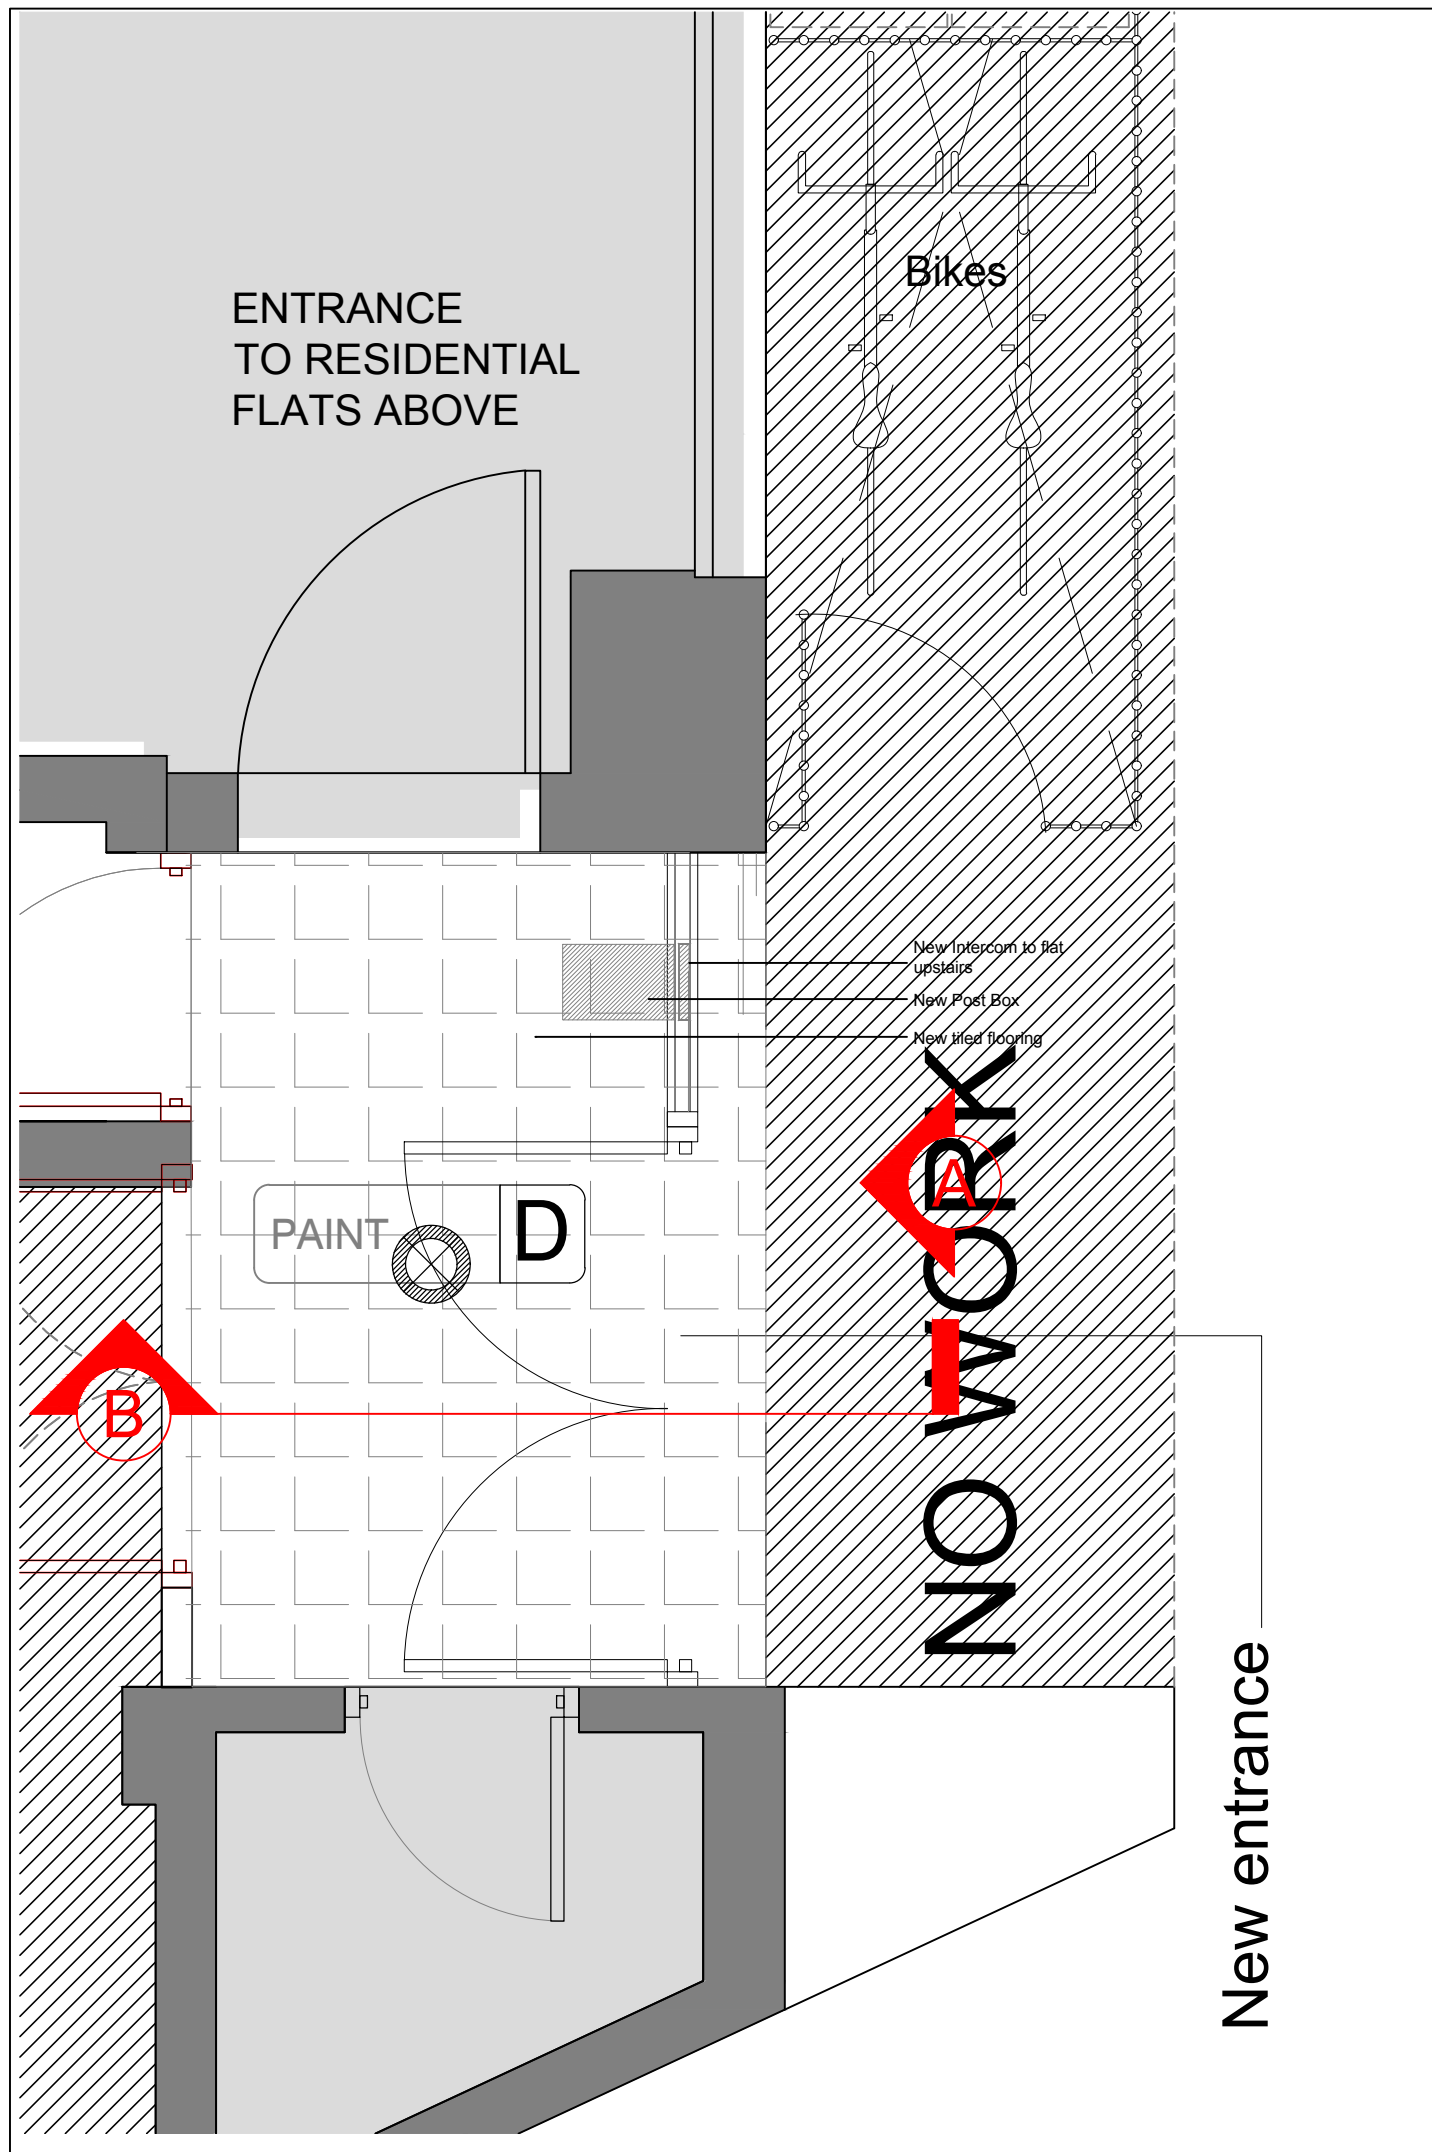 ENTRANCE
TO RESIDENTIAL
FLATS ABOVE
Bikes
New Intercom to flat
upstairs
New Post Box
New tiled flooring
NO WORK
A
PAINT D
B
New entrance